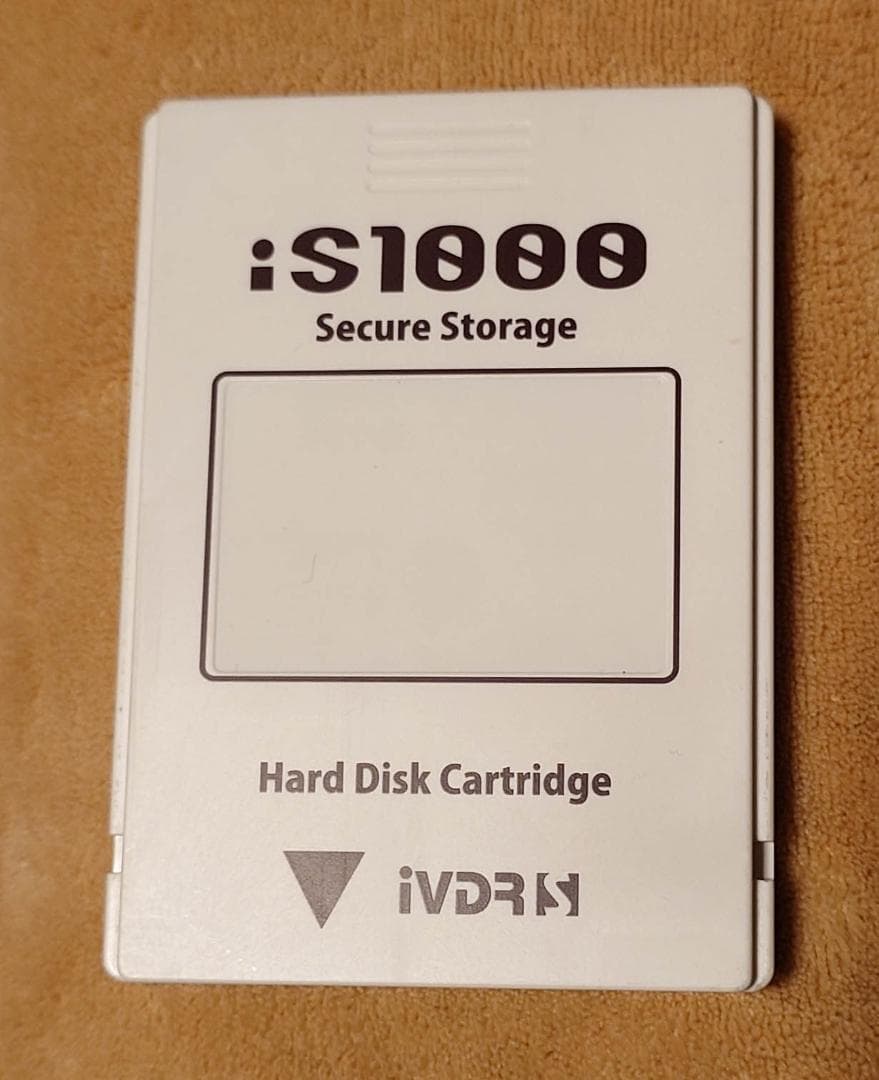 iS1000
Secure Storage
Hard Disk Cartridge
iVDR S